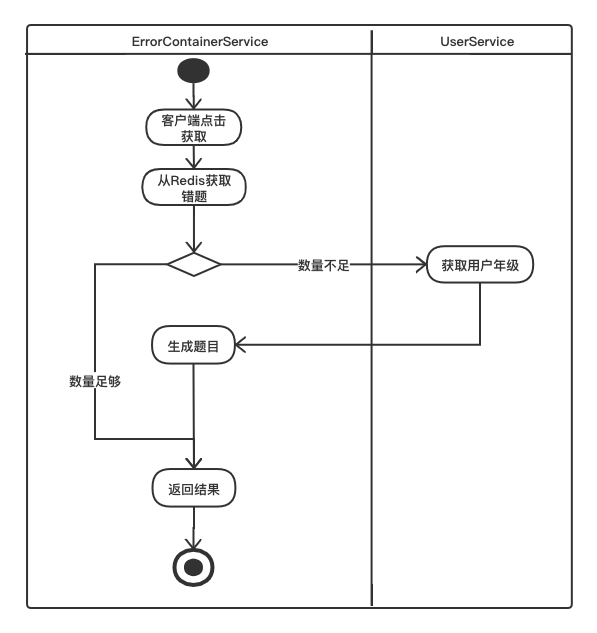 ErrorContainerService
UserService
客户端点击
获取
从Redis获取
错题
数量不足
获取用户年级
生成题目
数量足够
返回结果